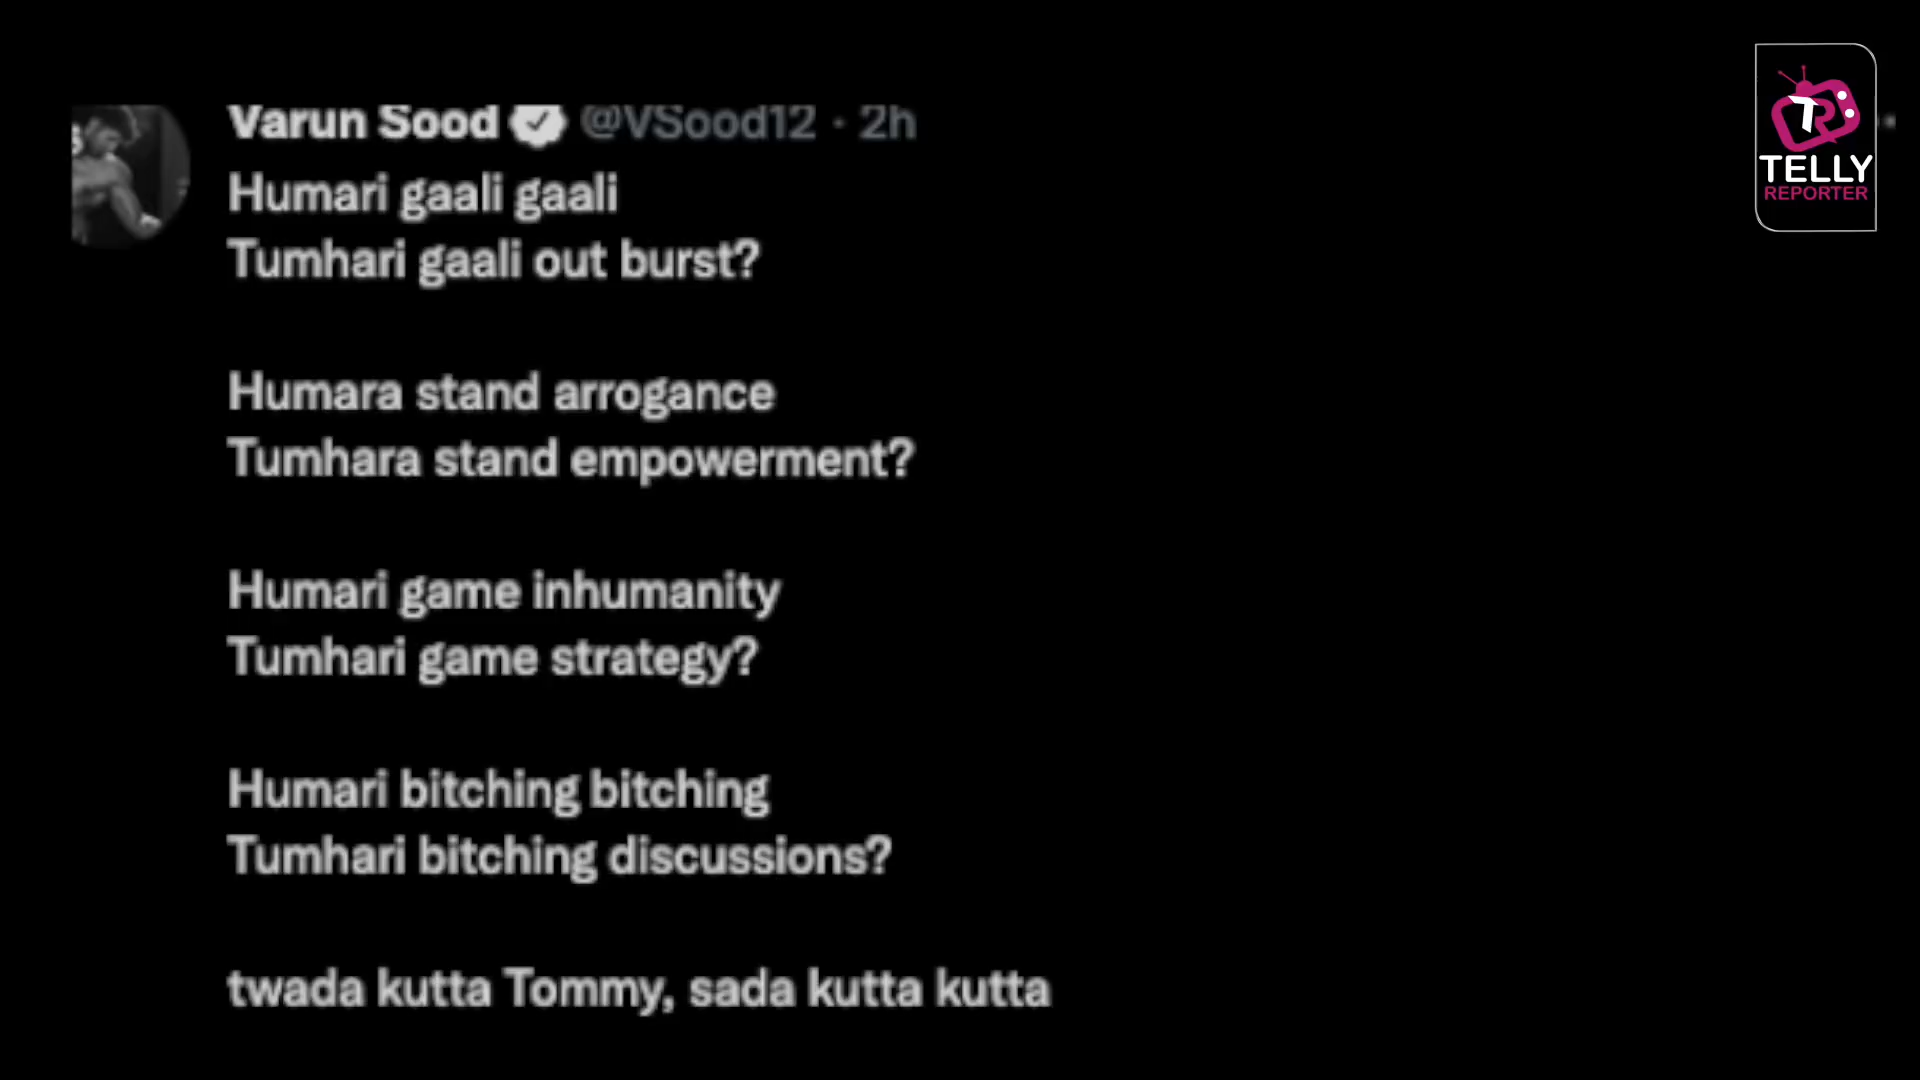 Varun Sood @VSood12 · 2h
Humari gaali gaali
Tumhari gaali out burst?
Humara stand arrogance
Tumhara stand empowerment?
Humari game inhumanity
Tumhari game strategy?
Humari bitching bitching
Tumhari bitching discussions?
twada kutta Tommy, sada kutta kutta
TR
TELLY
REPORTER